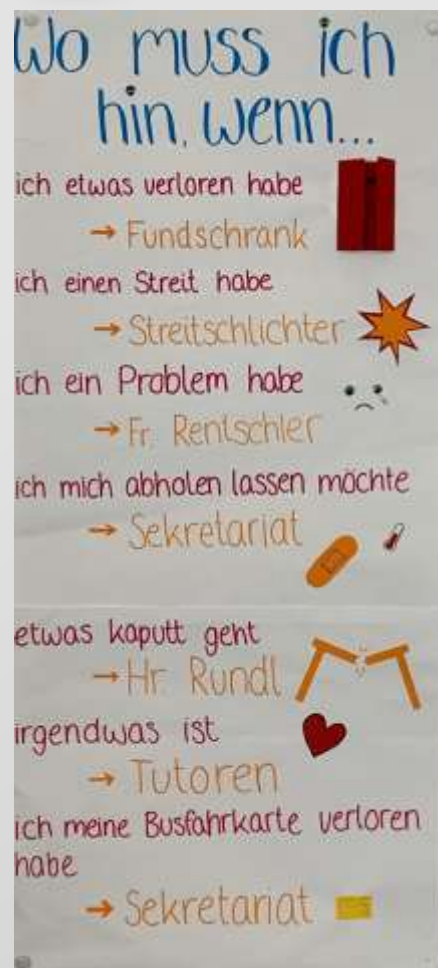 Wo muss ich
hin, wenn...
ich etwas verloren habe
→ Fundschrank
ich einen Streit habe
→ Streitschlichter
ich ein Problem habe
→ Fr. Rentschler
ich mich abholen lassen möchte
→ Sekretariat
etwas kaputt geht
→ Hr. Rundl
irgendwas ist
→ Tutoren
ich meine Busfahrkarte verloren
habe
→ Sekretariat